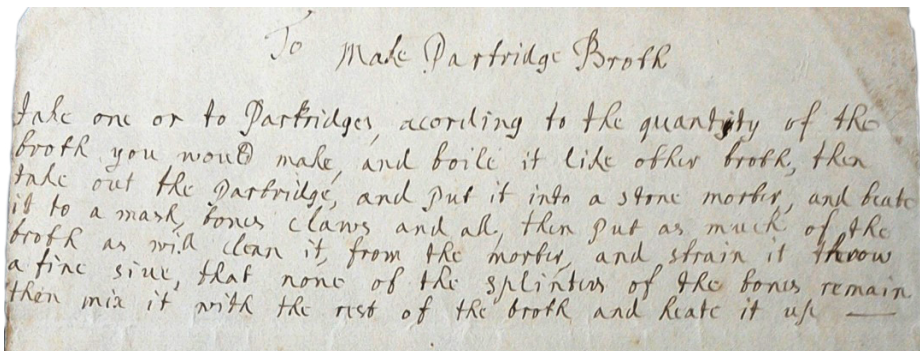 To Make Partridge Broth
take one or to Partridges, acording to the quantity of the
broth you would make, and boile it like other broth, then
take out the Partridge, and put it into a stone morter, and beate
it to a mash, bones claws and all, then put as much of the
broth as will clean it, from the morter, and strain it throw
a fine sive, that none of the splinters of the bones remain
then mix it with the rest of the broth and heate it up